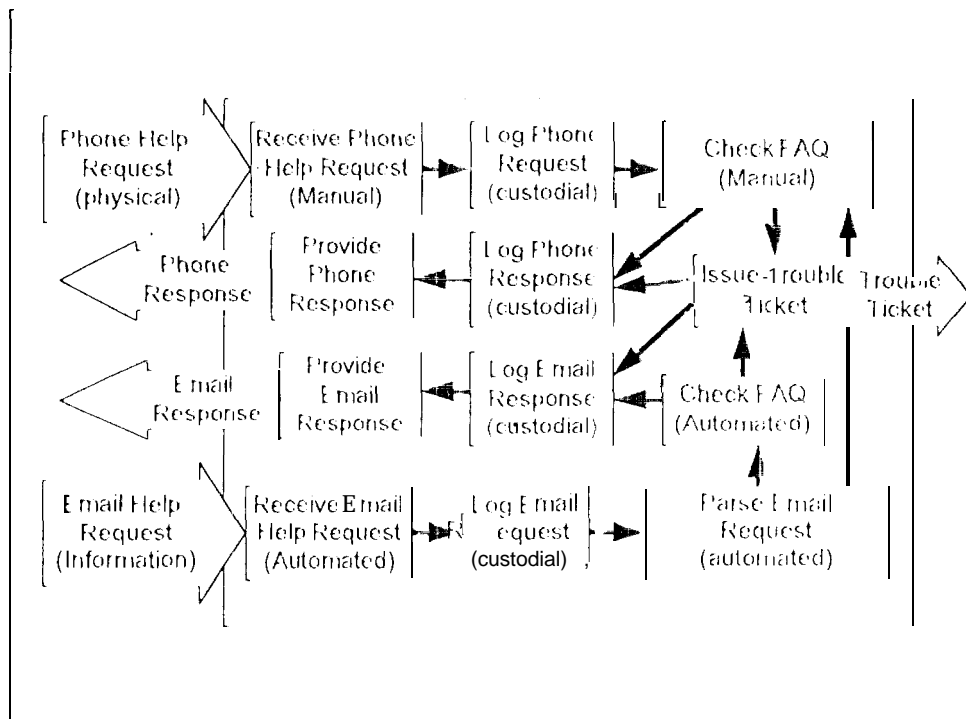 Phone Help
Request
(physical)
Receive Phone
Help Request
(Manual)
Log Phone
Request
(custodial)
Check FAQ
(Manual)
Phone
Response
Provide
Phone
Response
Log Phone
Response
(custodial)
Issue-Trouble
Ticket
Trouble
Ticket
Email
Response
Provide
Email
Response
Log Email
Response
(custodial)
Check FAQ
(Automated)
Email Help
Request
(Information)
Receive Email
Help Request
(Automated)
Log Email
Request
(custodial)
Parse Email
Request
(automated)